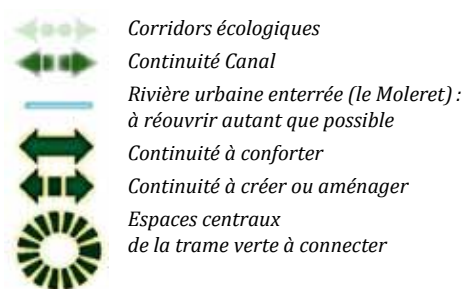 Corridors écologiques
Continuité Canal
Rivière urbaine enterrée (le Moleret) :
à réouvrir autant que possible
Continuité à conforter
Continuité à créer ou aménager
Espaces centraux
de la trame verte à connecter